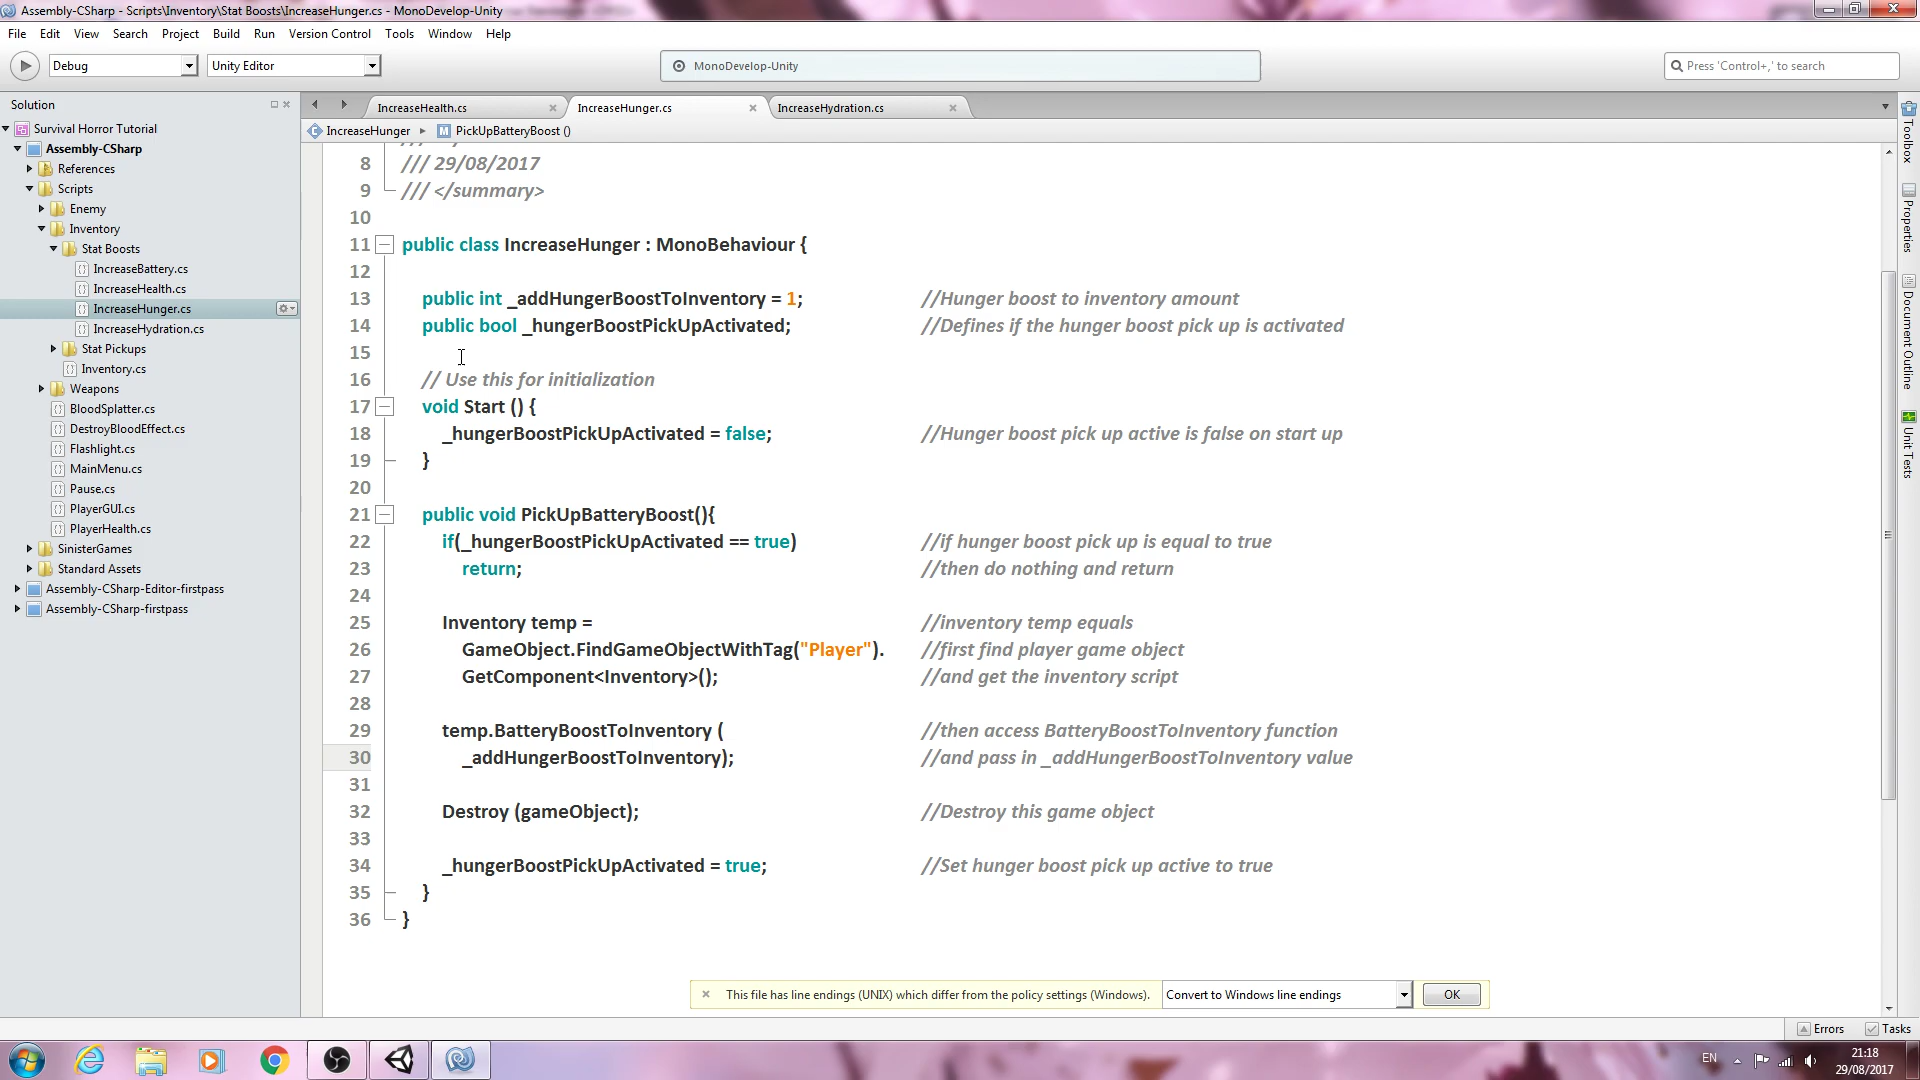 Assembly-CSharp - Scripts\Inventory\Stat Boosts\IncreaseHunger.cs - MonoDevelop-Unity
File Edit View Search Project Build Run Version Control Tools Window Help
Debug Unity Editor MonoDevelop-Unity Press 'Control+,' to search
Solution
Survival Horror Tutorial
Assembly-CSharp
References
Scripts
Enemy
Inventory
Stat Boosts
IncreaseBattery.cs
IncreaseHealth.cs
IncreaseHunger.cs
IncreaseHydration.cs
Stat Pickups
Inventory.cs
Weapons
BloodSplatter.cs
DestroyBloodEffect.cs
Flashlight.cs
MainMenu.cs
Pause.cs
PlayerGUI.cs
PlayerHealth.cs
SinisterGames
Standard Assets
Assembly-CSharp-Editor-firstpass
Assembly-CSharp-firstpass
IncreaseHealth.cs IncreaseHunger.cs IncreaseHydration.cs
IncreaseHunger PickUpBatteryBoost ()
8 /// 29/08/2017
9 /// </summary>
10
11 public class IncreaseHunger : MonoBehaviour {
12
13 public int _addHungerBoostToInventory = 1; //Hunger boost to inventory amount
14 public bool _hungerBoostPickUpActivated; //Defines if the hunger boost pick up is activated
15
16 // Use this for initialization
17 void Start () {
18 _hungerBoostPickUpActivated = false; //Hunger boost pick up active is false on start up
19 }
20
21 public void PickUpBatteryBoost(){
22 if(_hungerBoostPickUpActivated == true) //if hunger boost pick up is equal to true
23 return; //then do nothing and return
24
25 Inventory temp = //inventory temp equals
26 GameObject.FindGameObjectWithTag("Player"). //first find player game object
27 GetComponent<Inventory>(); //and get the inventory script
28
29 temp.BatteryBoostToInventory ( //then access BatteryBoostToInventory function
30 _addHungerBoostToInventory); //and pass in _addHungerBoostToInventory value
31
32 Destroy (gameObject); //Destroy this game object
33
34 _hungerBoostPickUpActivated = true; //Set hunger boost pick up active to true
35 }
36 }
This file has line endings (UNIX) which differ from the policy settings (Windows). Convert to Windows line endings OK
Toolbox
Properties
Document Outline
Unit Tests
Errors Tasks
EN
21:18
29/08/2017